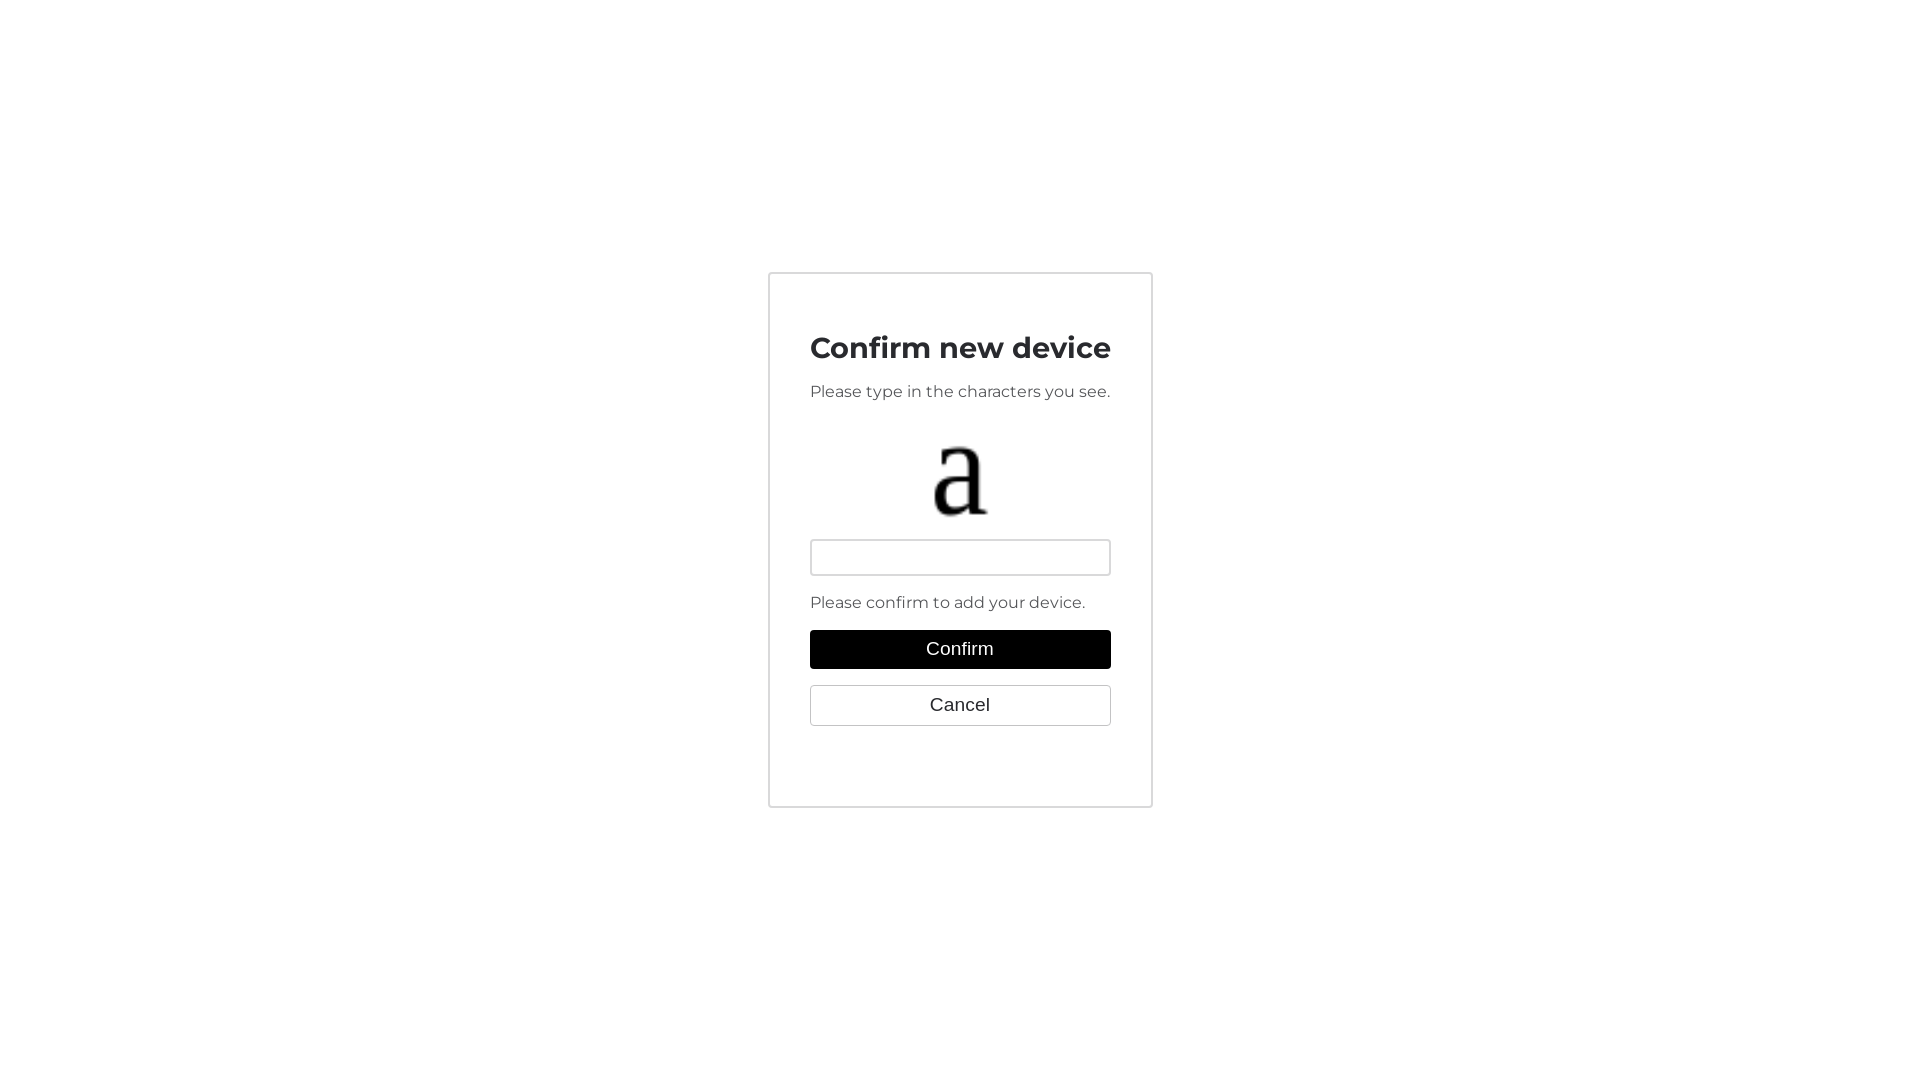 Confirm new device
Please type in the characters you see.
a
Please confirm to add your device.
Confirm
Cancel